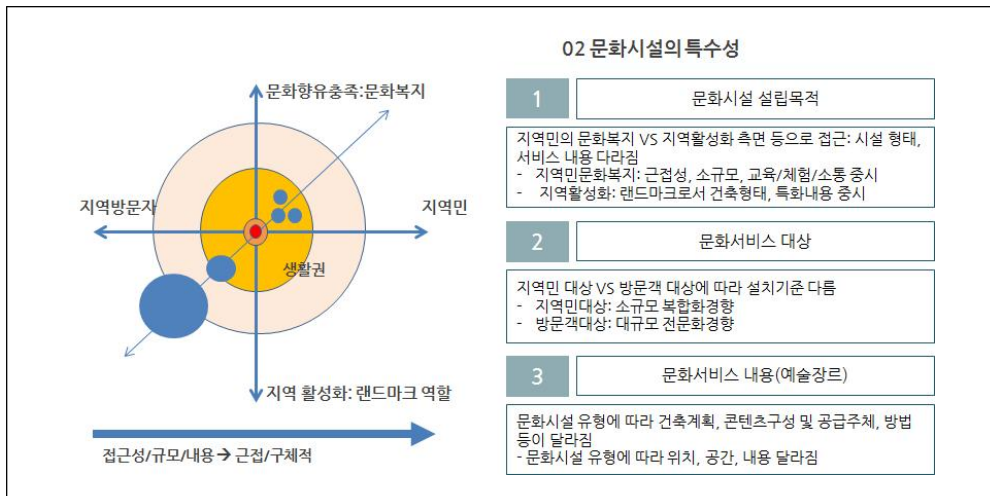 02 문화시설의 특수성
문화향유충족:문화복지
지역방문자
지역민
생활권
지역 활성화: 랜드마크 역할
접근성/규모/내용→ 근접/구체적
1
문화시설 설립목적
지역민의 문화복지 VS 지역활성화 측면 등으로 접근: 시설 형태,
서비스 내용 다라짐
- 지역민문화복지: 근접성, 소규모, 교육/체험/소통 중시
- 지역활성화: 랜드마크로서 건축형태, 특화내용 중시
2
문화서비스 대상
지역민 대상 VS 방문객 대상에 따라 설치기준 다름
- 지역민대상: 소규모 복합화경향
- 방문객대상: 대규모 전문화경향
3
문화서비스 내용(예술장르)
문화시설 유형에 따라 건축계획, 콘텐츠구성 및 공급주체, 방법
등이 달라짐
- 문화시설 유형에 따라 위치, 공간, 내용 달라짐